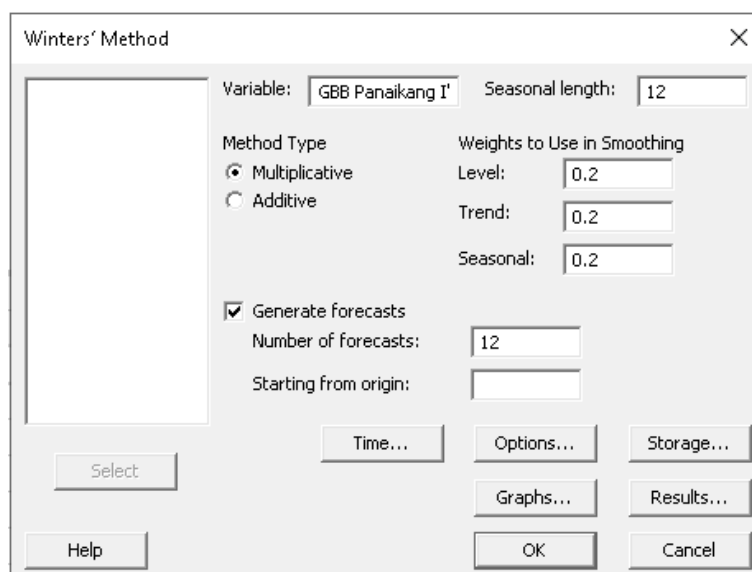 Winters' Method
Variable: GBB Panaikang I' Seasonal length: 12
Method Type Weights to Use in Smoothing
Multiplicative Level: 0.2
Additive
Trend: 0.2
Seasonal: 0.2
Generate forecasts
Number of forecasts: 12
Starting from origin:
Time... Options... Storage...
Select
Graphs... Results...
Help OK Cancel